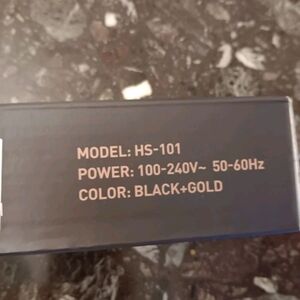 MODEL: HS-101
POWER: 100-240V~ 50-60Hz
COLOR: BLACK+GOLD